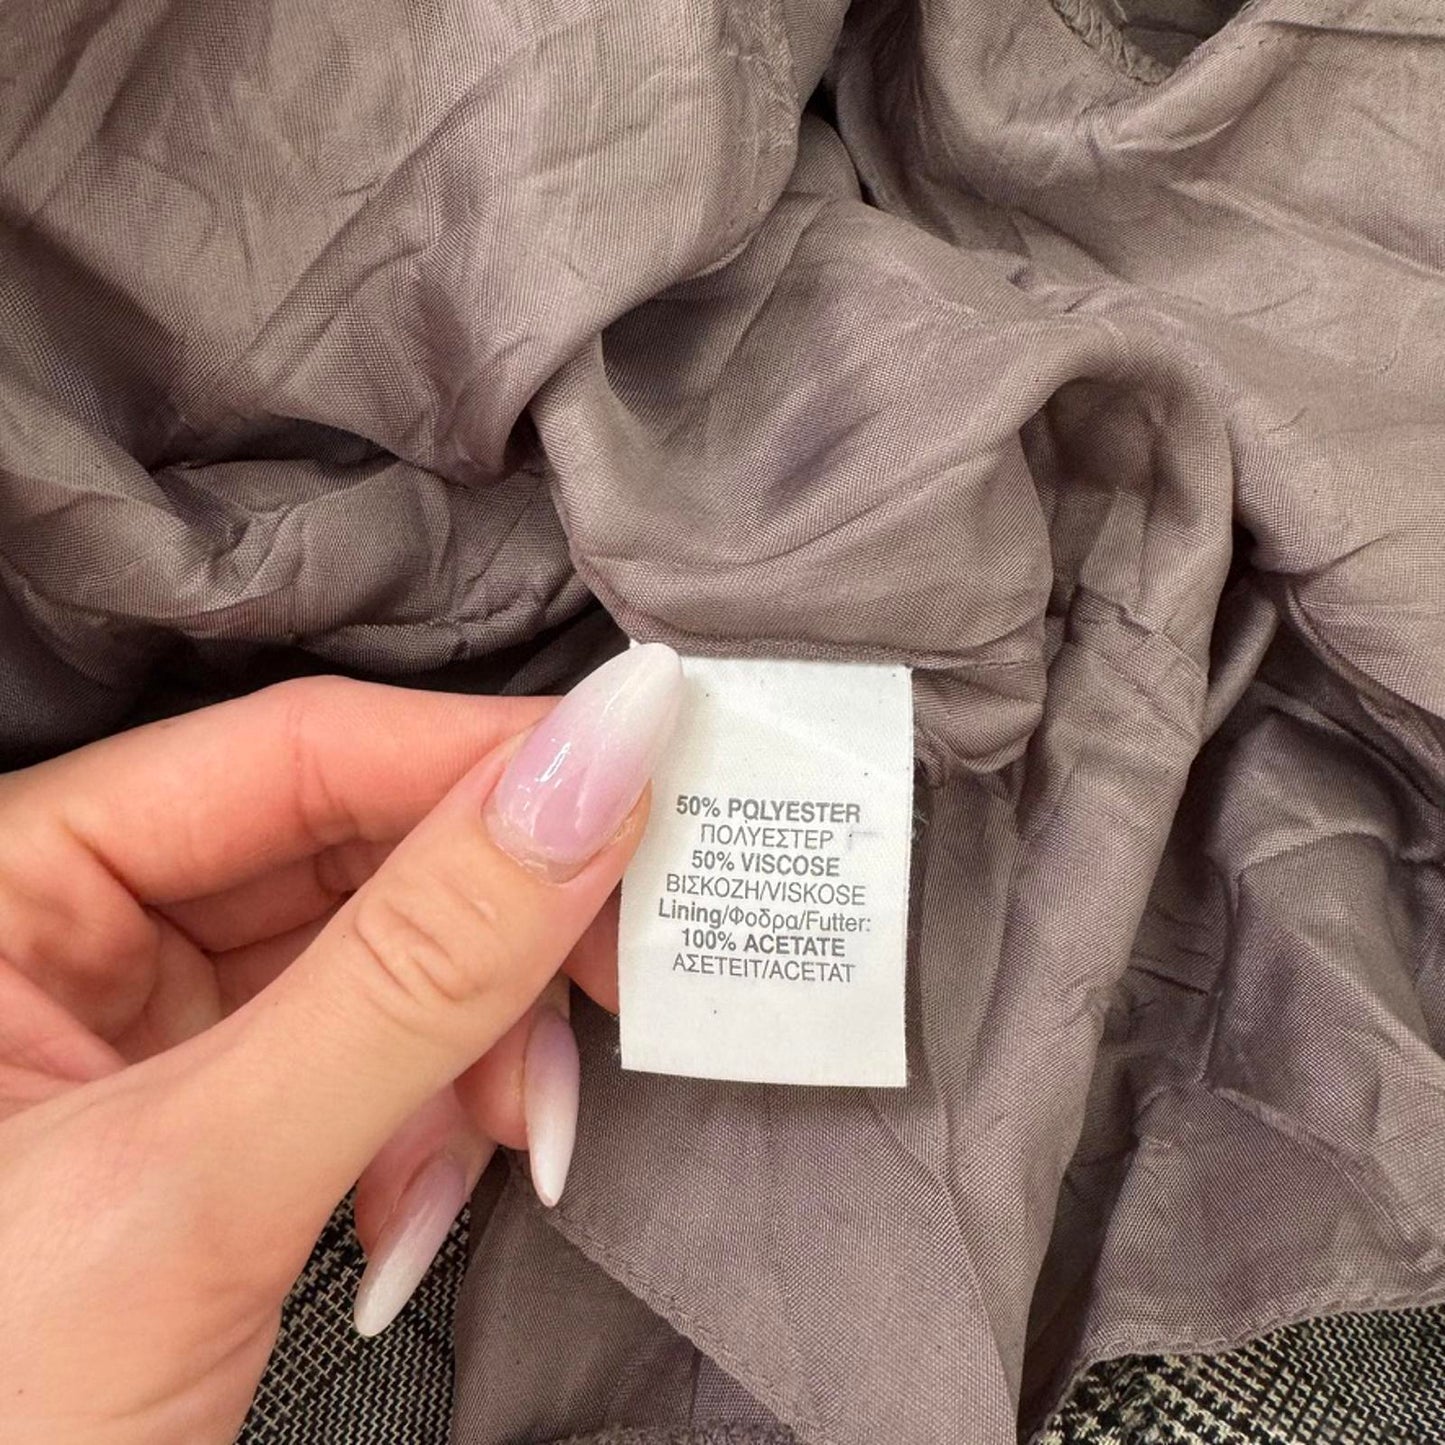 50% POLYESTER
ΠΟΛΥΕΣΤΕΡ
50% VISCOSE
ΒΙΣΚΟΖΗ/VISKOSE
Lining/Φοδρα/Futter:
100% ACETATE
ΑΣΕΤΕΙΤ/ACETAT